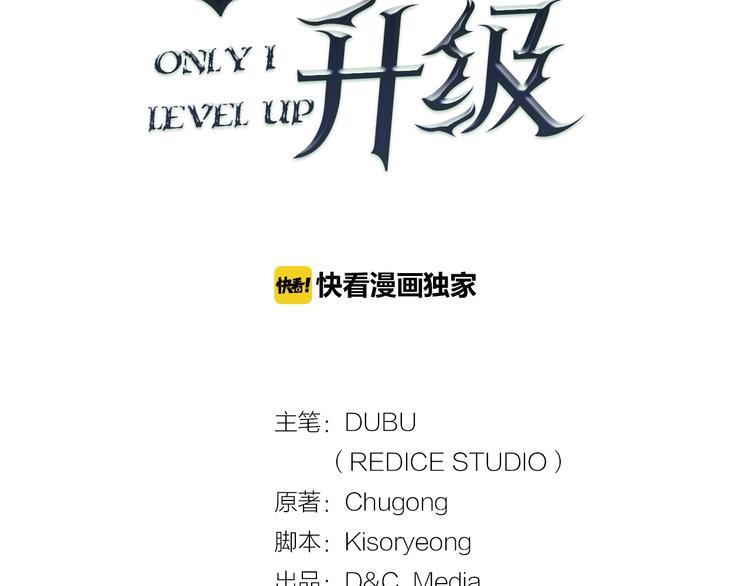 ONLY I
LEVEL UP
升级
快看! 快看漫画独家
主笔：DUBU
（REDICE STUDIO）
原著：Chugong
脚本：Kisoryeong
出品：D&C Media